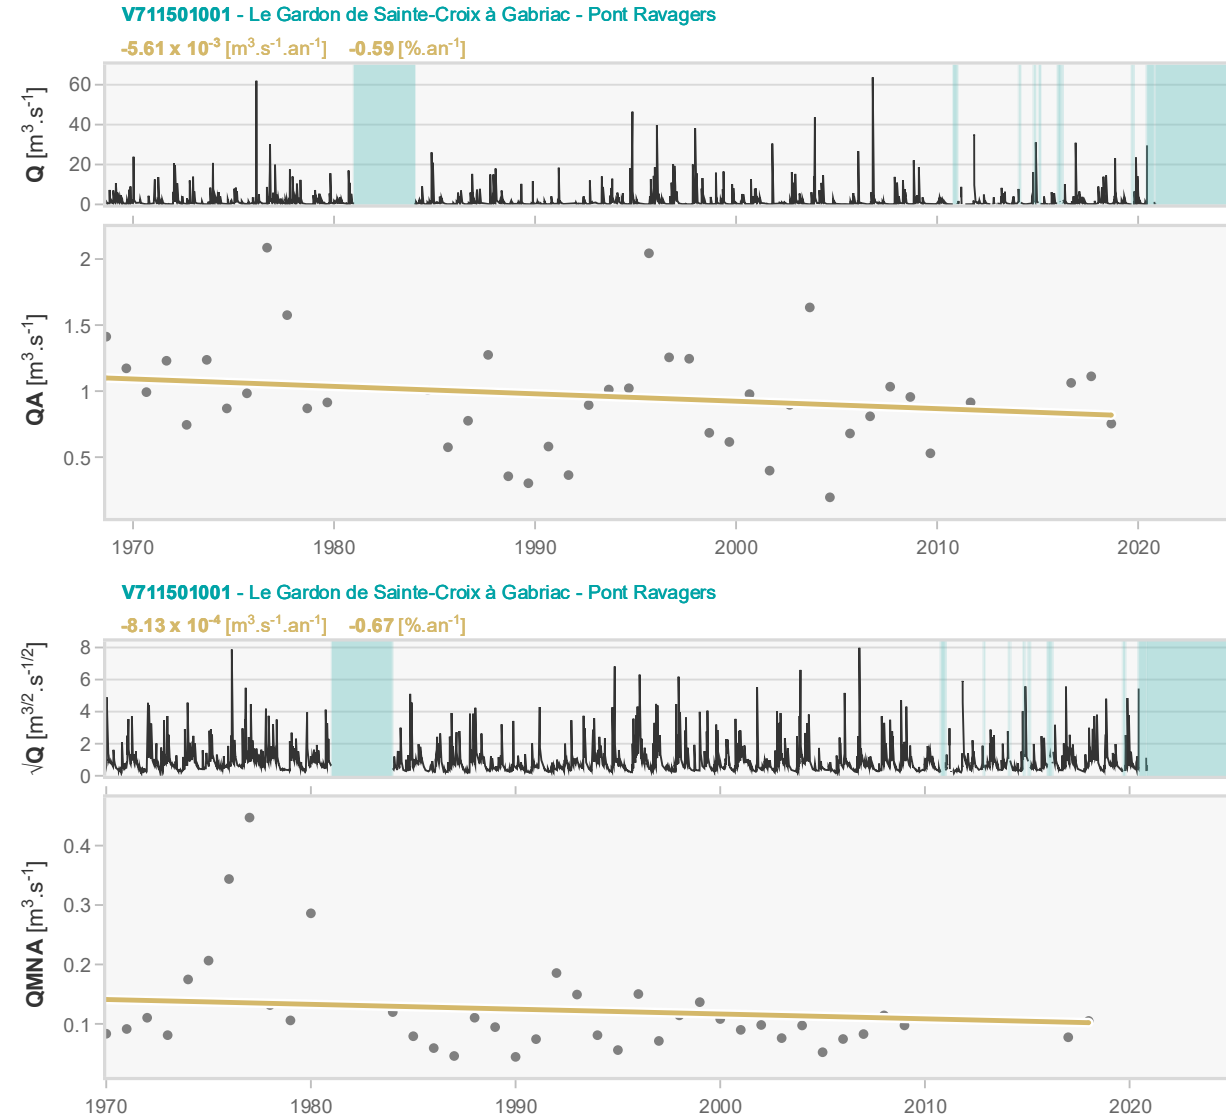 V711501001 - Le Gardon de Sainte-Croix à Gabriac - Pont Ravagers
-5.61 x 10⁻³ [m³.s⁻¹.an⁻¹] -0.59 [%.an⁻¹]
Q [m³.s⁻¹]
60
40
20
0
QA [m³.s⁻¹]
2
1.5
1
0.5
1970 1980 1990 2000 2010 2020
V711501001 - Le Gardon de Sainte-Croix à Gabriac - Pont Ravagers
-8.13 x 10⁻⁴ [m³.s⁻¹.an⁻¹] -0.67 [%.an⁻¹]
√Q [m³ᐟ².s⁻¹ᐟ²]
8
6
4
2
0
QMNA [m³.s⁻¹]
0.4
0.3
0.2
0.1
1970 1980 1990 2000 2010 2020